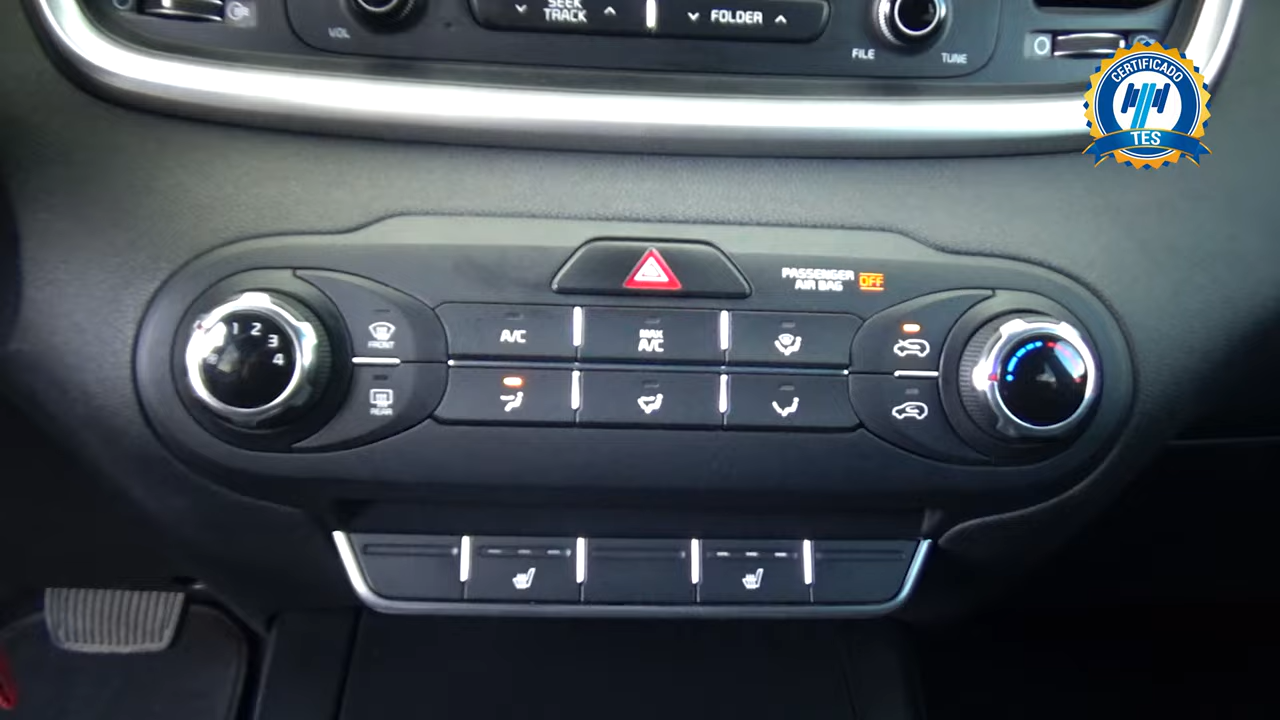 SEEK
TRACK
FOLDER
VOL
FILE
TUNE
CERTIFICADO
TES
PASSENGER
AIR BAG
OFF
1 2
3
4
FRONT
REAR
A/C
MAX
A/C